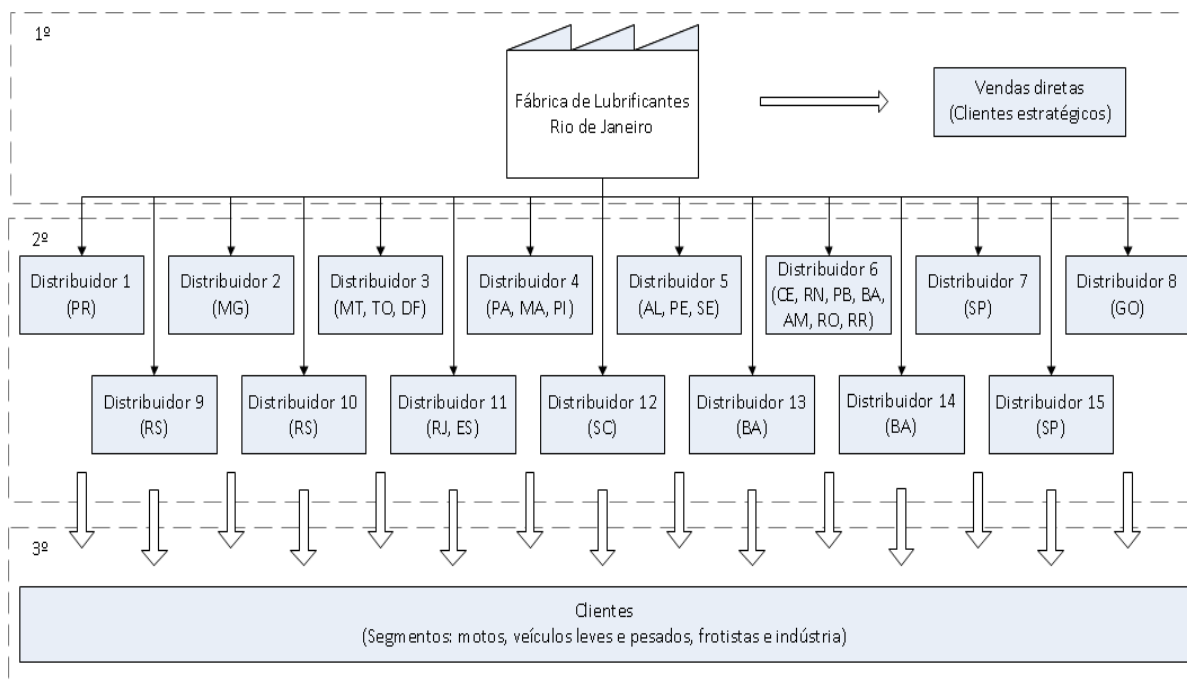 1º
Fábrica de Lubrificantes
Rio de Janeiro
Vendas diretas
(Clientes estratégicos)
2º
Distribuidor 1
(PR)
Distribuidor 2
(MG)
Distribuidor 3
(MT, TO, DF)
Distribuidor 4
(PA, MA, PI)
Distribuidor 5
(AL, PE, SE)
Distribuidor 6
(CE, RN, PB, BA,
AM, RO, RR)
Distribuidor 7
(SP)
Distribuidor 8
(GO)
Distribuidor 9
(RS)
Distribuidor 10
(RS)
Distribuidor 11
(RJ, ES)
Distribuidor 12
(SC)
Distribuidor 13
(BA)
Distribuidor 14
(BA)
Distribuidor 15
(SP)
3º
Clientes
(Segmentos: motos, veículos leves e pesados, frotistas e indústria)